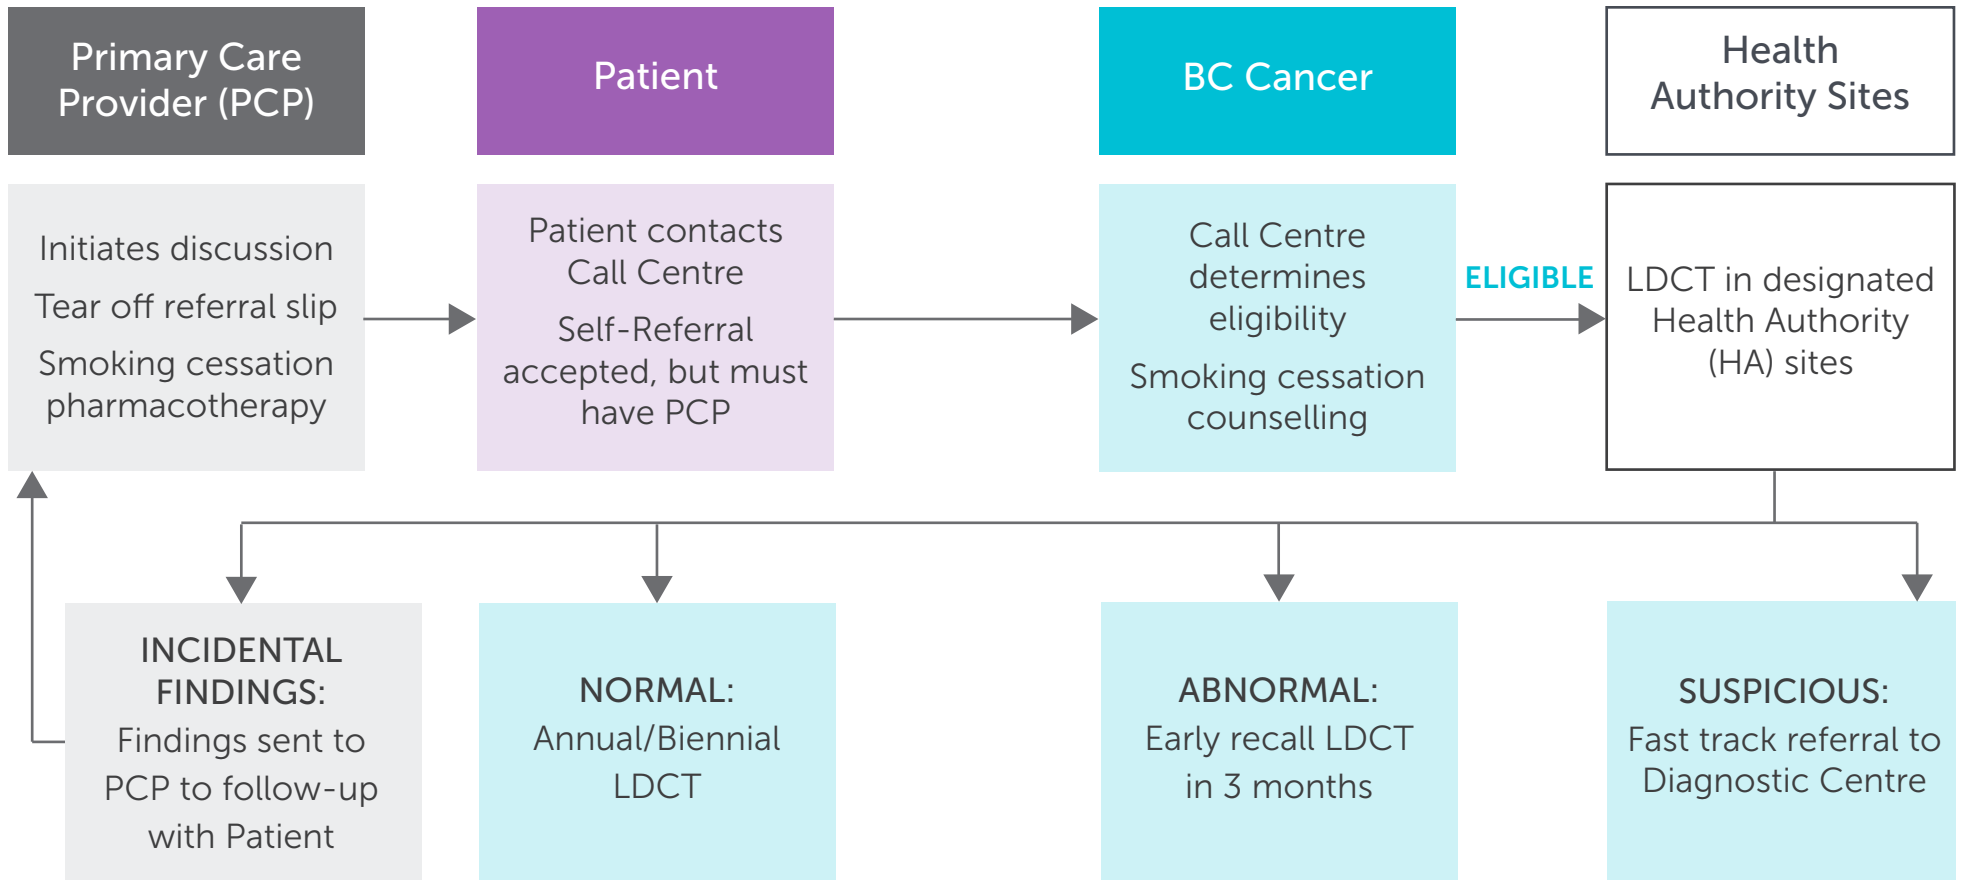 Primary Care
Provider (PCP)
Patient
BC Cancer
Health
Authority Sites
Initiates discussion
Tear off referral slip
Smoking cessation
pharmacotherapy
Patient contacts
Call Centre
Self-Referral
accepted, but must
have PCP
Call Centre
determines
eligibility
Smoking cessation
counselling
ELIGIBLE
LDCT in designated
Health Authority
(HA) sites
INCIDENTAL
FINDINGS:
Findings sent to
PCP to follow-up
with Patient
NORMAL:
Annual/Biennial
LDCT
ABNORMAL:
Early recall LDCT
in 3 months
SUSPICIOUS:
Fast track referral to
Diagnostic Centre